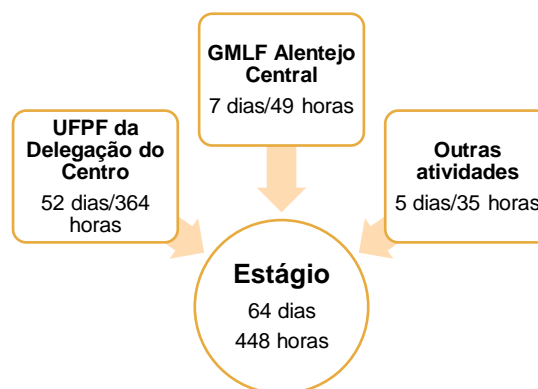 GMLF Alentejo
Central
7 dias/49 horas
UFPF da
Delegação do
Centro
52 dias/364
horas
Outras
atividades
5 dias/35 horas
Estágio
64 dias
448 horas